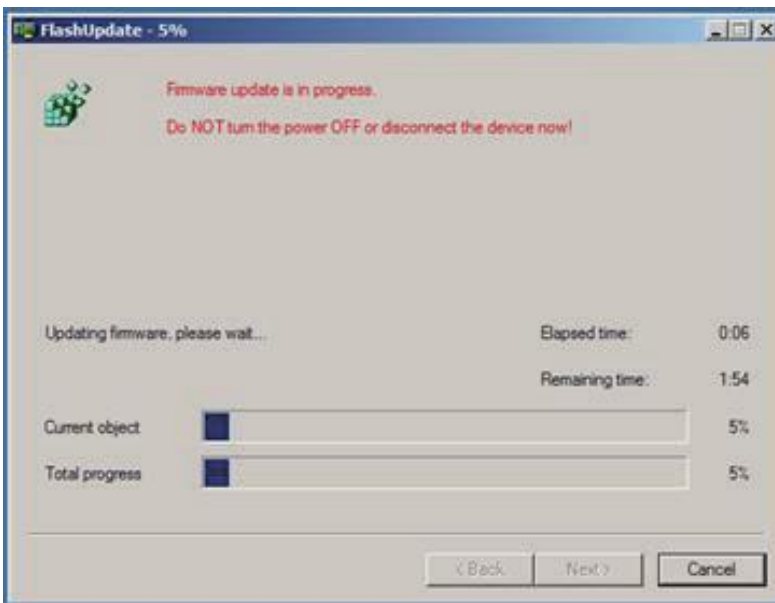 FlashUpdate - 5%
Firmware update is in progress.
Do NOT turn the power OFF or disconnect the device now!
Updating firmware, please wait...
Elapsed time: 0:06
Remaining time: 1:54
Current object 5%
Total progress 5%
< Back Next > Cancel